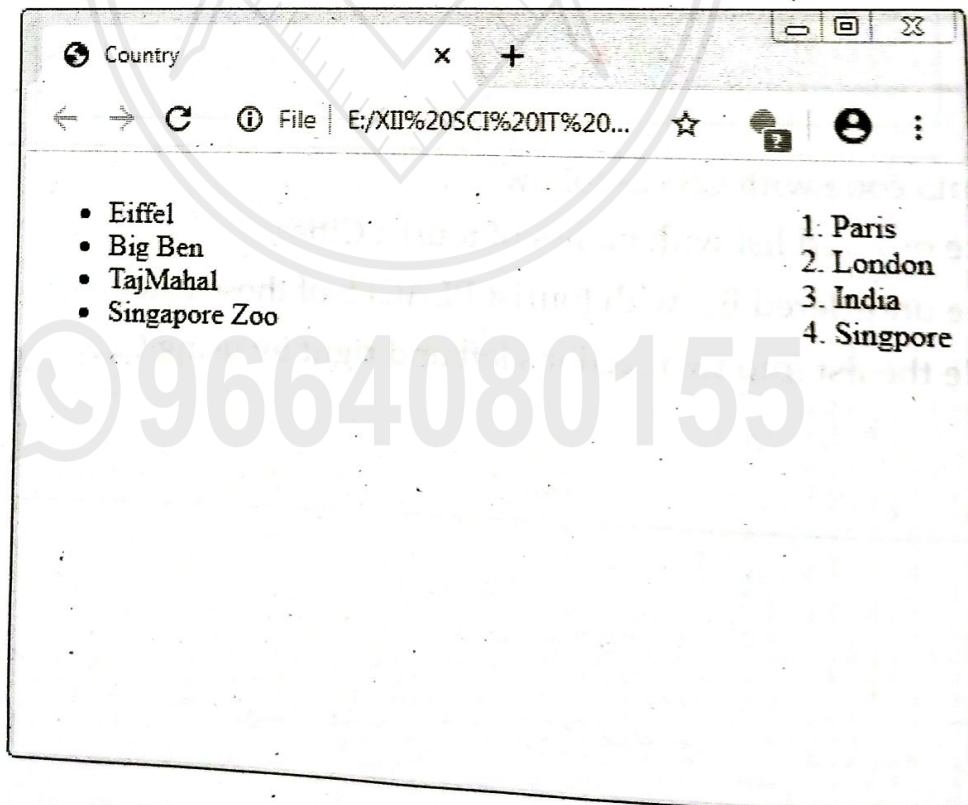 Country × +
File E:/XII%20SCI%20IT%20...
• Eiffel
• Big Ben
• TajMahal
• Singapore Zoo
1. Paris
2. London
3. India
4. Singpore
9664080155